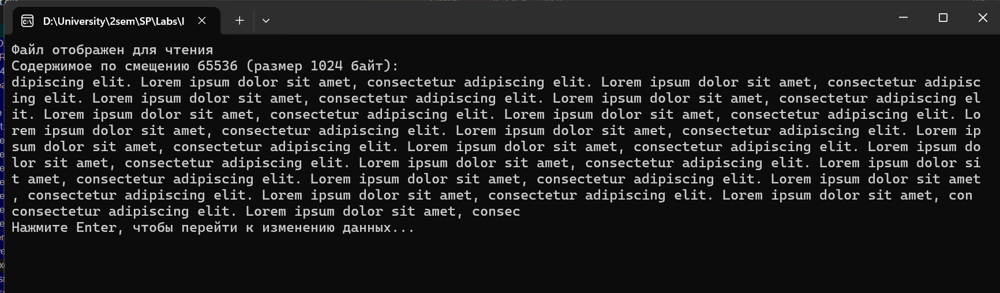 D:\University\2sem\SP\Labs\l
Файл отображен для чтения
Содержимое по смещению 65536 (размер 1024 байт):
dipiscing elit. Lorem ipsum dolor sit amet, consectetur adipiscing elit. Lorem ipsum dolor sit amet, consectetur adipisc
ing elit. Lorem ipsum dolor sit amet, consectetur adipiscing elit. Lorem ipsum dolor sit amet, consectetur adipiscing el
it. Lorem ipsum dolor sit amet, consectetur adipiscing elit. Lorem ipsum dolor sit amet, consectetur adipiscing elit. Lo
rem ipsum dolor sit amet, consectetur adipiscing elit. Lorem ipsum dolor sit amet, consectetur adipiscing elit. Lorem ip
sum dolor sit amet, consectetur adipiscing elit. Lorem ipsum dolor sit amet, consectetur adipiscing elit. Lorem ipsum do
lor sit amet, consectetur adipiscing elit. Lorem ipsum dolor sit amet, consectetur adipiscing elit. Lorem ipsum dolor si
t amet, consectetur adipiscing elit. Lorem ipsum dolor sit amet, consectetur adipiscing elit. Lorem ipsum dolor sit amet
, consectetur adipiscing elit. Lorem ipsum dolor sit amet, consectetur adipiscing elit. Lorem ipsum dolor sit amet, con
consectetur adipiscing elit. Lorem ipsum dolor sit amet, consec
Нажмите Enter, чтобы перейти к изменению данных...